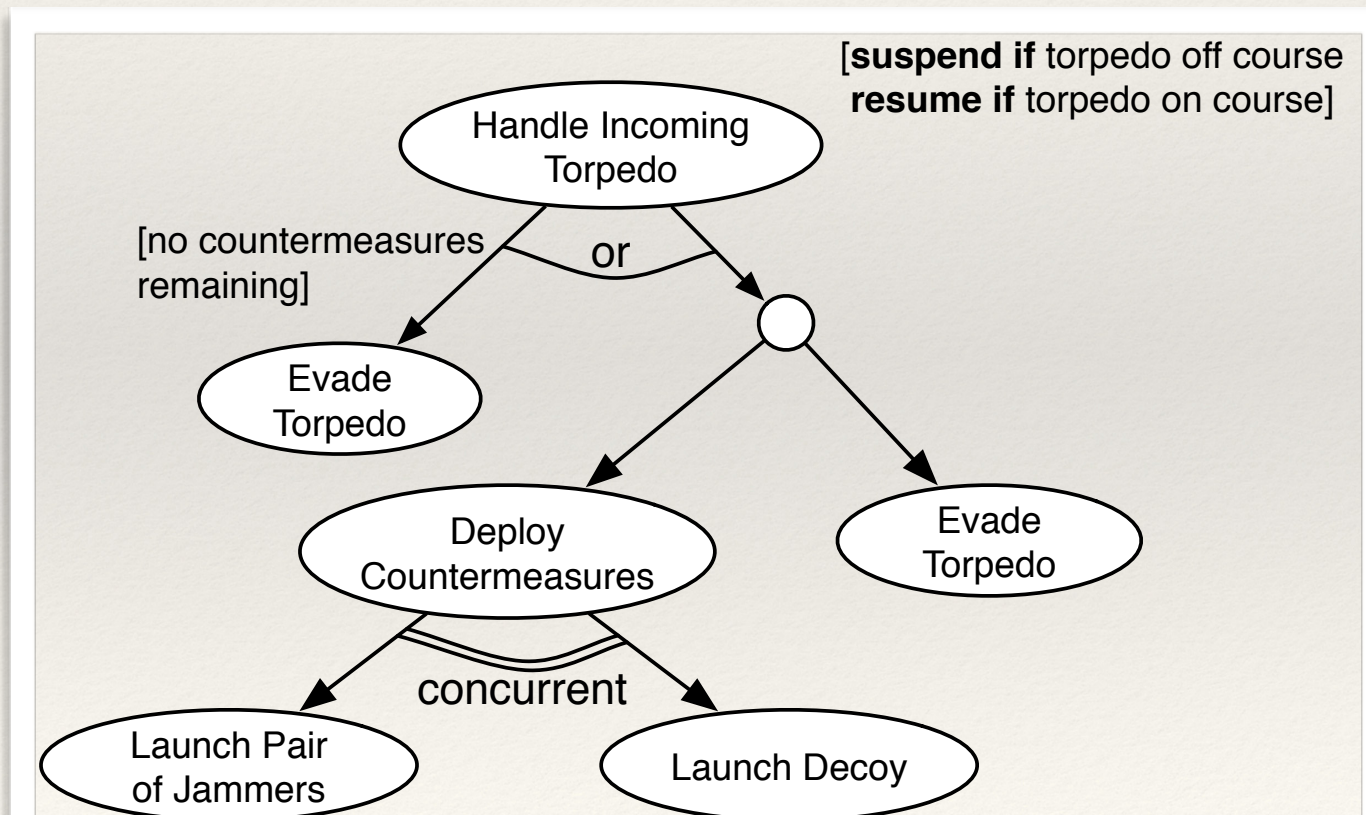 [suspend if torpedo off course
resume if torpedo on course]
Handle Incoming
Torpedo
[no countermeasures
remaining]
or
Evade
Torpedo
Deploy
Countermeasures
Evade
Torpedo
concurrent
Launch Pair
of Jammers
Launch Decoy